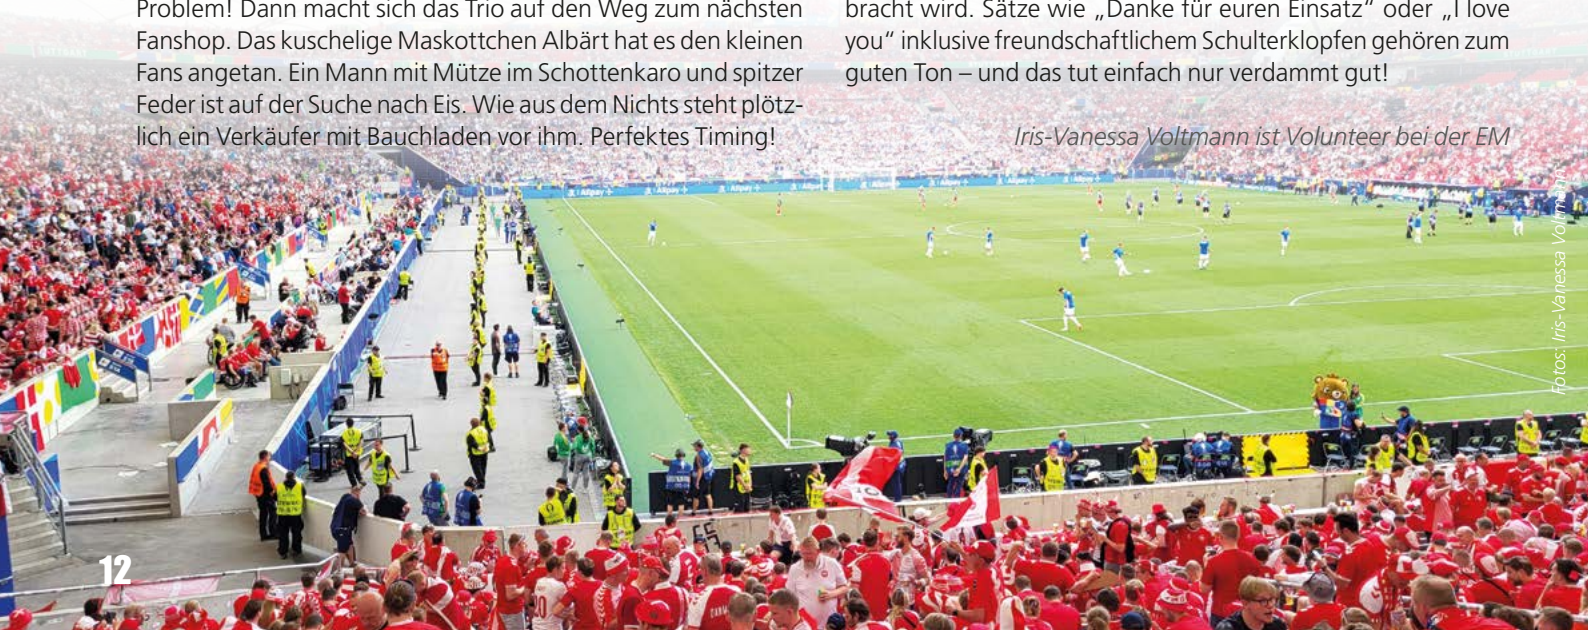 Problem! Dann macht sich das Trio auf den Weg zum nächsten
Fanshop. Das kuschelige Maskottchen Albärt hat es den kleinen
Fans angetan. Ein Mann mit Mütze im Schottenkaro und spitzer
Feder ist auf der Suche nach Eis. Wie aus dem Nichts steht plötz-
lich ein Verkäufer mit Bauchladen vor ihm. Perfektes Timing!
bracht wird. Sätze wie „Danke für euren Einsatz“ oder „I love
you“ inklusive freundschaftlichem Schulterklopfen gehören zum
guten Ton – und das tut einfach nur verdammt gut!
Iris-Vanessa Voltmann ist Volunteer bei der EM
Fotos: Iris-Vanessa Voltmann
12